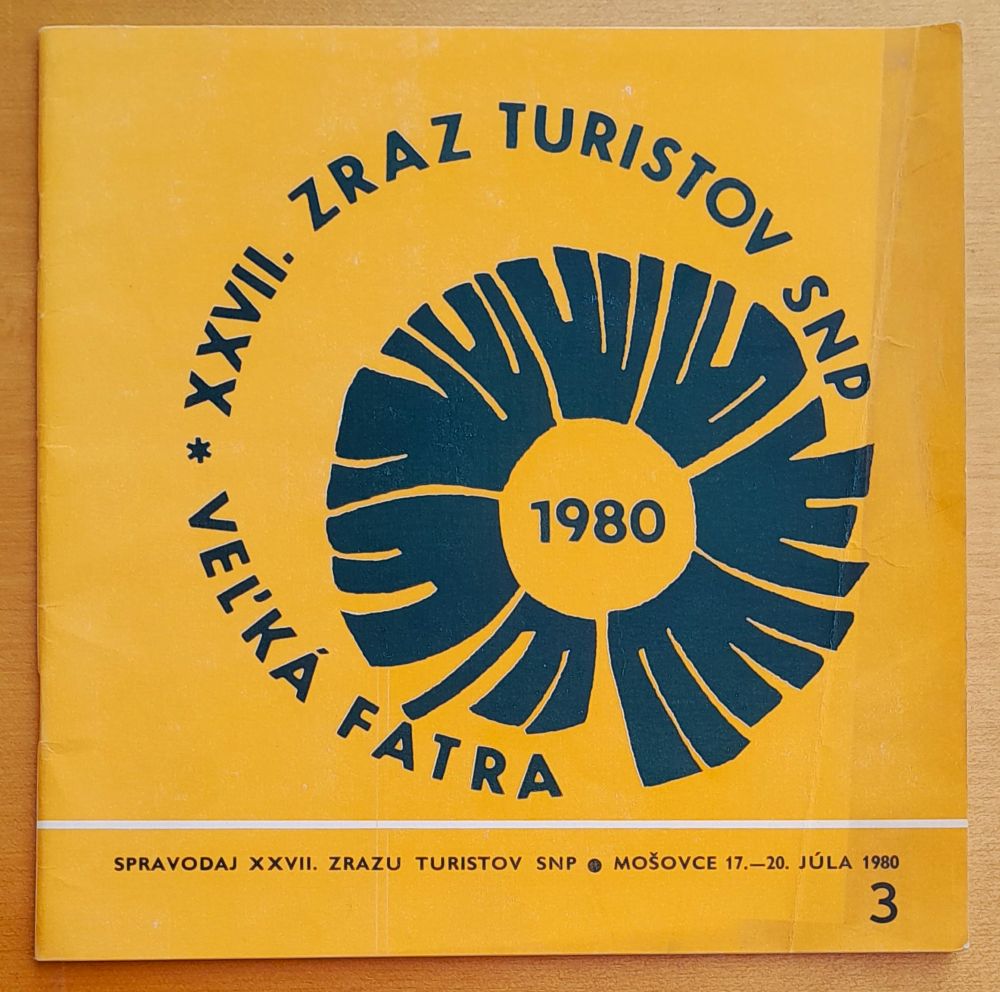 XXVII. ZRAZ TURISTOV SNP
* VEĽKÁ FATRA
1980
SPRAVODAJ XXVII. ZRAZU TURISTOV SNP ● MOŠOVCE 17.—20. JÚLA 1980
3